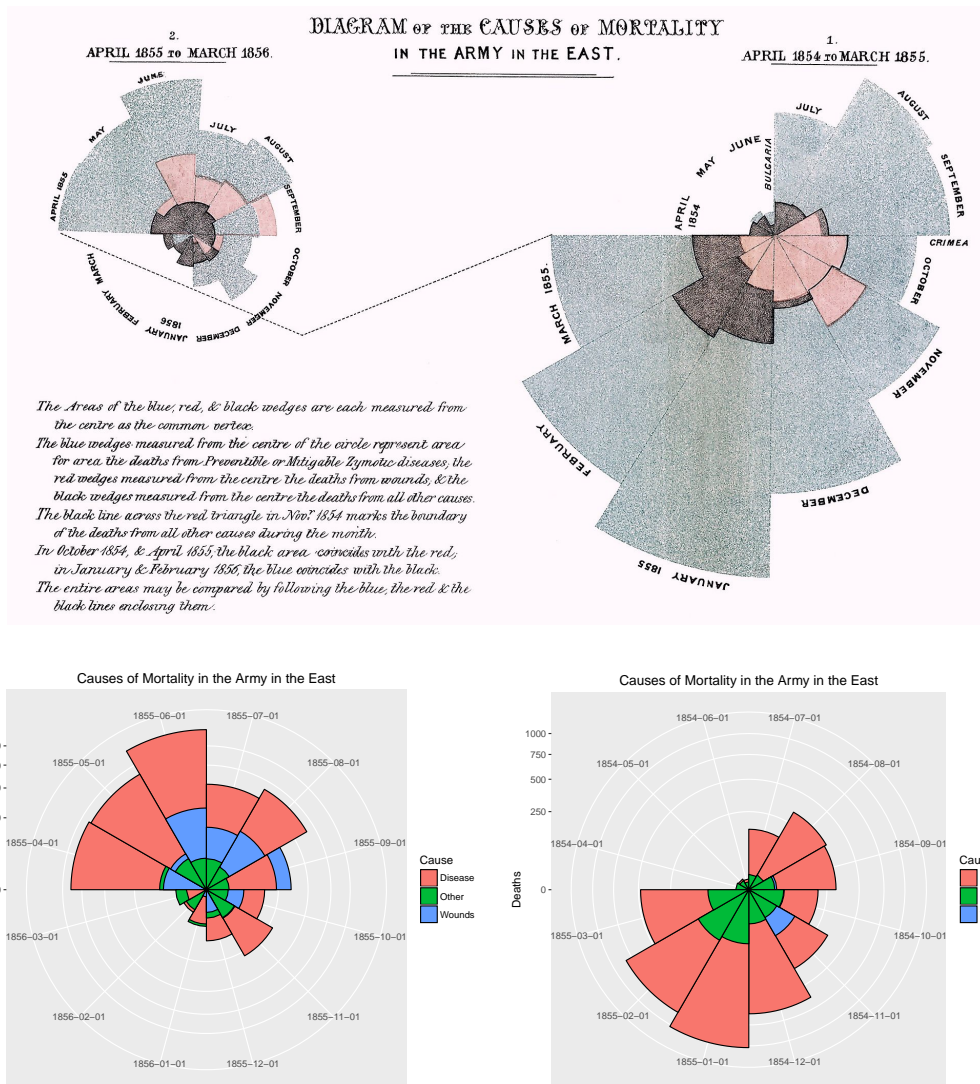 DIAGRAM OF THE CAUSES OF MORTALITY
IN THE ARMY IN THE EAST.
2.
APRIL 1855 TO MARCH 1856.
1.
APRIL 1854 TO MARCH 1855.
JUNE
MAY
JULY
AUGUST
APRIL 1855
SEPTEMBER
OCTOBER
NOVEMBER
DECEMBER
JANUARY
1856
FEBRUARY
MARCH
APRIL
1854
MAY
JUNE
BULGARIA
JULY
AUGUST
SEPTEMBER
CRIMEA
OCTOBER
NOVEMBER
DECEMBER
JANUARY 1855
FEBRUARY
MARCH 1855.
The Areas of the blue, red, & black wedges are each measured from
the centre as the common vertex.
The blue wedges measured from the centre of the circle represent area
for area the deaths from Preventible or Mitigable Zymotic diseases; the
red wedges measured from the centre the deaths from wounds, & the
black wedges measured from the centre the deaths from all other causes.
The black line across the red triangle in Nov.r 1854 marks the boundary
of the deaths from all other causes during the month.
In October 1854, & April 1855, the black area coincides with the red;
in January & February 1856, the blue coincides with the black.
The entire areas may be compared by following the blue, the red & the
black lines enclosing them.
Causes of Mortality in the Army in the East
1855-06-01
1855-07-01
1855-05-01
1855-08-01
1855-04-01
1855-09-01
1856-03-01
1855-10-01
1856-02-01
1855-11-01
1856-01-01
1855-12-01
Cause
Disease
Other
Wounds
Causes of Mortality in the Army in the East
Deaths
1000
750
500
250
0
1854-06-01
1854-07-01
1854-05-01
1854-08-01
1854-04-01
1854-09-01
1855-03-01
1854-10-01
1855-02-01
1854-11-01
1855-01-01
1854-12-01
Cau